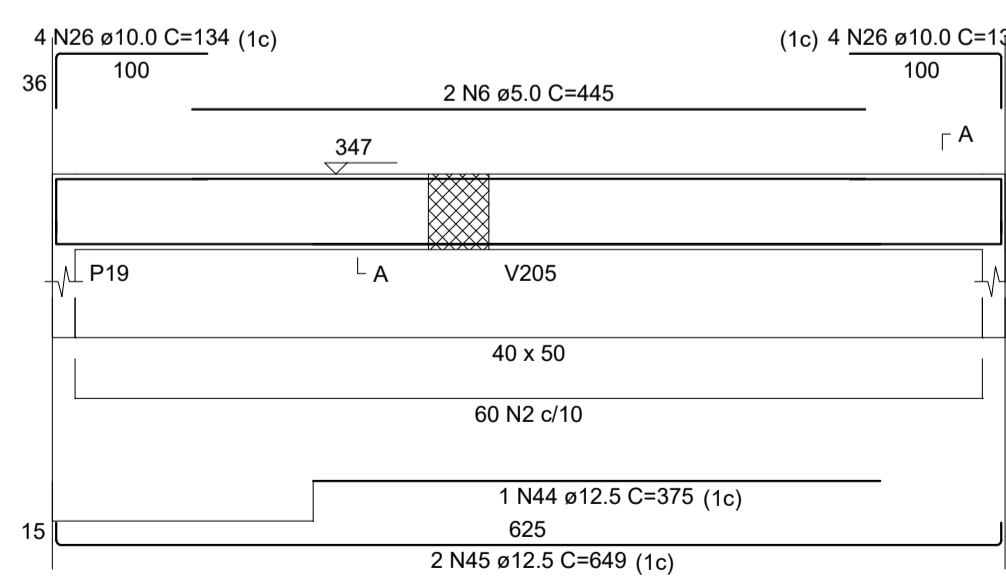 4 N26 ø10.0 C=134 (1c)
(1c) 4 N26 ø10.0 C=13
36
100
100
2 N6 ø5.0 C=445
A
347
P19
A
V205
40 x 50
60 N2 c/10
1 N44 ø12.5 C=375 (1c)
15
625
2 N45 ø12.5 C=649 (1c)